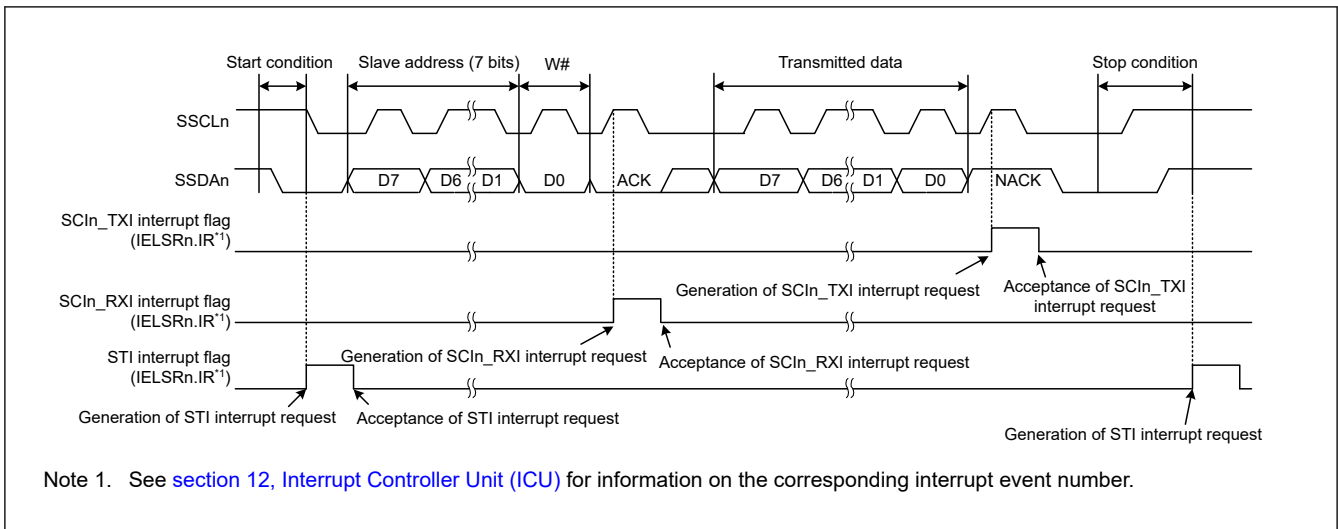 Start condition Slave address (7 bits) W# Transmitted data Stop condition
SSCLn
SSDAn D7 D6 D1 D0 ACK D7 D6 D1 D0 NACK
SCIn_TXI interrupt flag
(IELSRn.IR*1)
Generation of SCIn_TXI interrupt request
Acceptance of SCIn_TXI
interrupt request
SCIn_RXI interrupt flag
(IELSRn.IR*1)
Generation of SCIn_RXI interrupt request
Acceptance of SCIn_RXI interrupt request
STI interrupt flag
(IELSRn.IR*1)
Generation of STI interrupt request
Acceptance of STI interrupt request
Generation of STI interrupt request
Note 1. See section 12, Interrupt Controller Unit (ICU) for information on the corresponding interrupt event number.